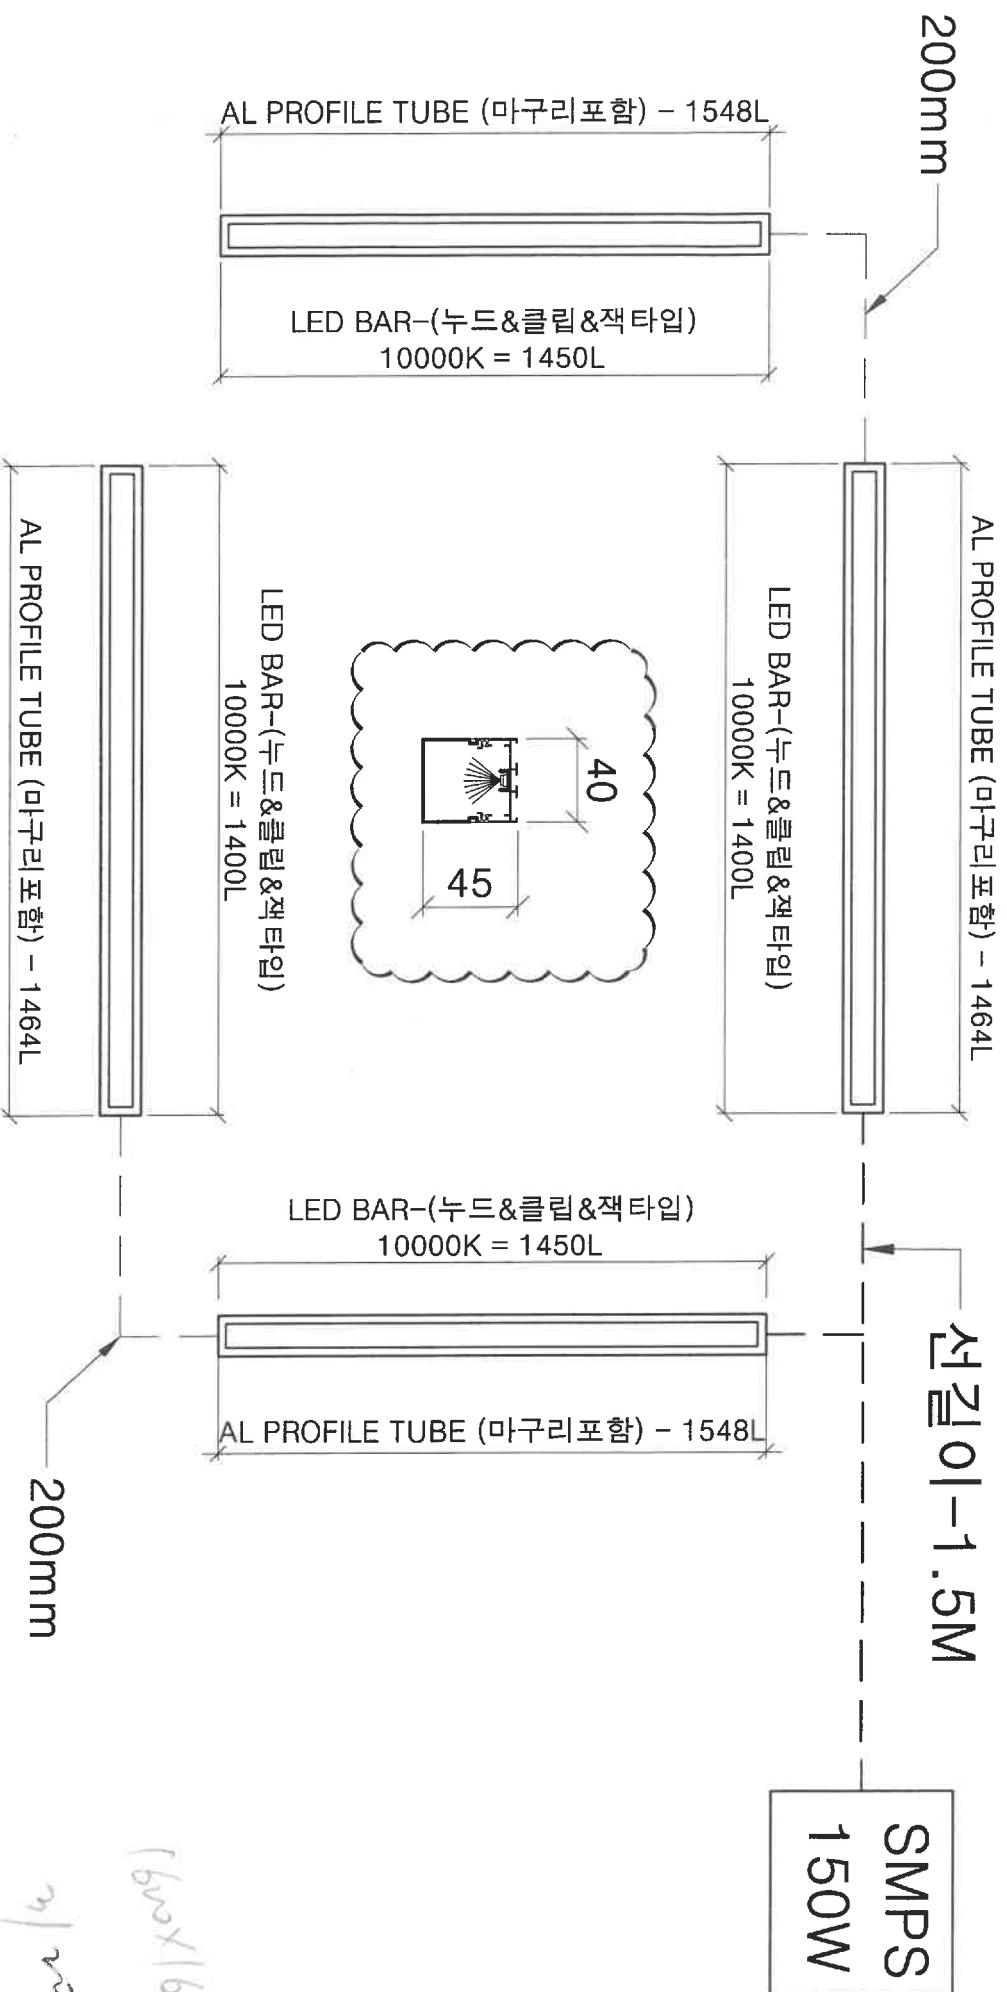 200mm
AL PROFILE TUBE (마구리포함) - 1548L
LED BAR-(누드&클립&잭타입)
10000K = 1450L
AL PROFILE TUBE (마구리포함) - 1464L
LED BAR-(누드&클립&잭타입)
10000K = 1400L
40
45
LED BAR-(누드&클립&잭타입)
10000K = 1400L
AL PROFILE TUBE (마구리포함) - 1464L
LED BAR-(누드&클립&잭타입)
10000K = 1450L
AL PROFILE TUBE (마구리포함) - 1548L
선길이-1.5M
200mm
SMPS
150W